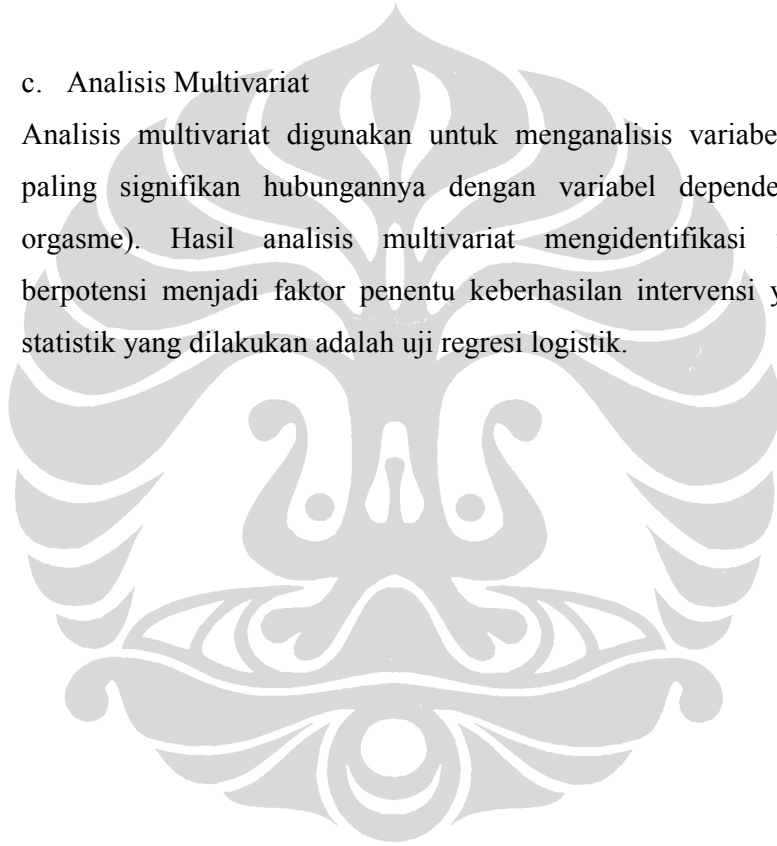 c. Analisis Multivariat
Analisis multivariat digunakan untuk menganalisis variabe
paling signifikan hubungannya dengan variabel depende
orgasme). Hasil analisis multivariat mengidentifikasi
berpotensi menjadi faktor penentu keberhasilan intervensi y
statistik yang dilakukan adalah uji regresi logistik.